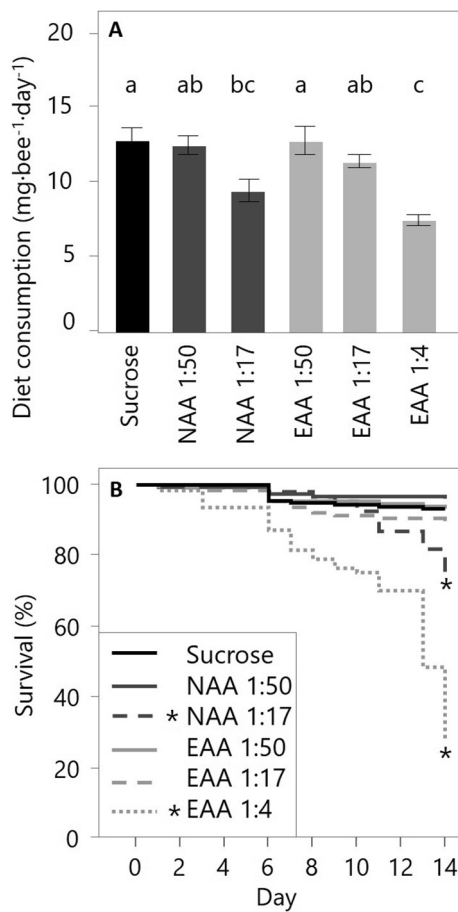 A
20
15
10
5
0
Diet consumption (mg·bee⁻¹·day⁻¹)
a ab bc a ab c
Sucrose
NAA 1:50
NAA 1:17
EAA 1:50
EAA 1:17
EAA 1:4
B
100
80
60
40
20
0
Survival (%)
*
*
Sucrose
NAA 1:50
* NAA 1:17
EAA 1:50
EAA 1:17
* EAA 1:4
0 2 4 6 8 10 12 14
Day